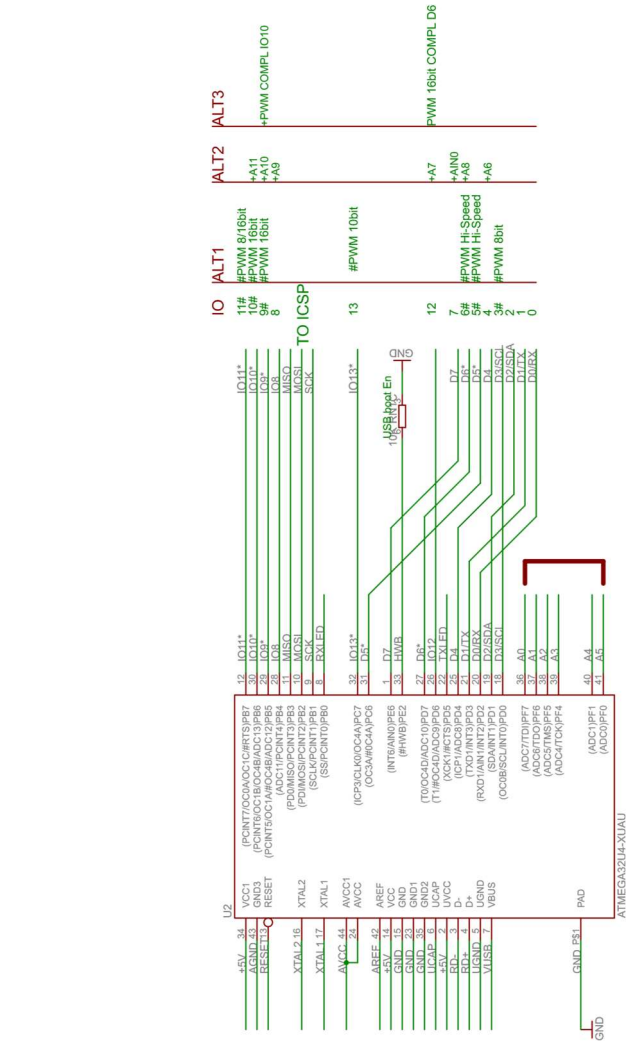 U2
+5V 34 VCC1 (PCINT7/OC0A/OC1C/#RTS)PB7 12 IO11* IO11* 11# #PWM 8/16bit
AGND 43 GND3 (PCINT6/OC1B/OC4B/ADC13)PB6 30 IO10* IO10* 10# #PWM 16bit +A11
RESET 13 RESET (PCINT5/OC1A/#OC4B/ADC12)PB5 29 IO9* IO9* 9# #PWM 16bit +A10 +PWM COMPL IO10
(ADC11/PCINT4)PB4 28 IO8 IO8 8 +A9
(PD0/MISO/PCINT3)PB3 11 MISO MISO
XTAL2 16 XTAL2 (PDI/MOSI/PCINT2)PB2 10 MOSI MOSI
(SCLK/PCINT1)PB1 9 SCK SCK
XTAL1 17 XTAL1 (SS/PCINT0)PB0 8 RXLED
TO ICSP
IO ALT1 ALT2 ALT3
AVCC 44 AVCC1
24 AVCC (ICP3/CLK0/OC4A)PC7 32 IO13* IO13* 13 #PWM 10bit
(OC3A/#0C4A)PC6 31 D5*
AREF 42 AREF
+5V 14 VCC (INT6/AIN0)PE6 1 D7
GND 15 GND (#HWB)PE2 33 HWB GND
USB boot En
GND 23 GND1
GND 35 GND2 (T0/OC4D/ADC10)PD7 27 D6*
UCAP 6 UCAP (T1/#OC4D/ADC9)PD6 26 IO12 12 +A7 PWM 16bit COMPL D6
+5V 2 UVCC (XCK1/#CTS)PD5 22 TXLED
RD- 3 D- (ICP1/ADC8)PD4 25 D4 D7 7 +AIN0
RD+ 4 D+ (TXD1/INT3)PD3 21 D1/TX D6* 6# #PWM Hi-Speed +A8
UGND 5 UGND (RXD1/AIN1/INT2)PD2 20 D0/RX D5* 5# #PWM Hi-Speed
VUSB 7 VBUS (SDA/INT1)PD1 19 D2/SDA D4 4 +A6
(OC0B/SCL/INT0)PD0 18 D3/SCL D3/SCL 3# #PWM 8bit
D2/SDA 2
D1/TX 1
D0/RX 0
(ADC7/TDI)PF7 36 A0
(ADC6/TDO)PF6 37 A1
(ADC5/TMS)PF5 38 A2
(ADC4/TCK)PF4 39 A3
GND P$1 PAD
(ADC1)PF1 40 A4
(ADC0)PF0 41 A5
GND
ATMEGA32U4-XUAU